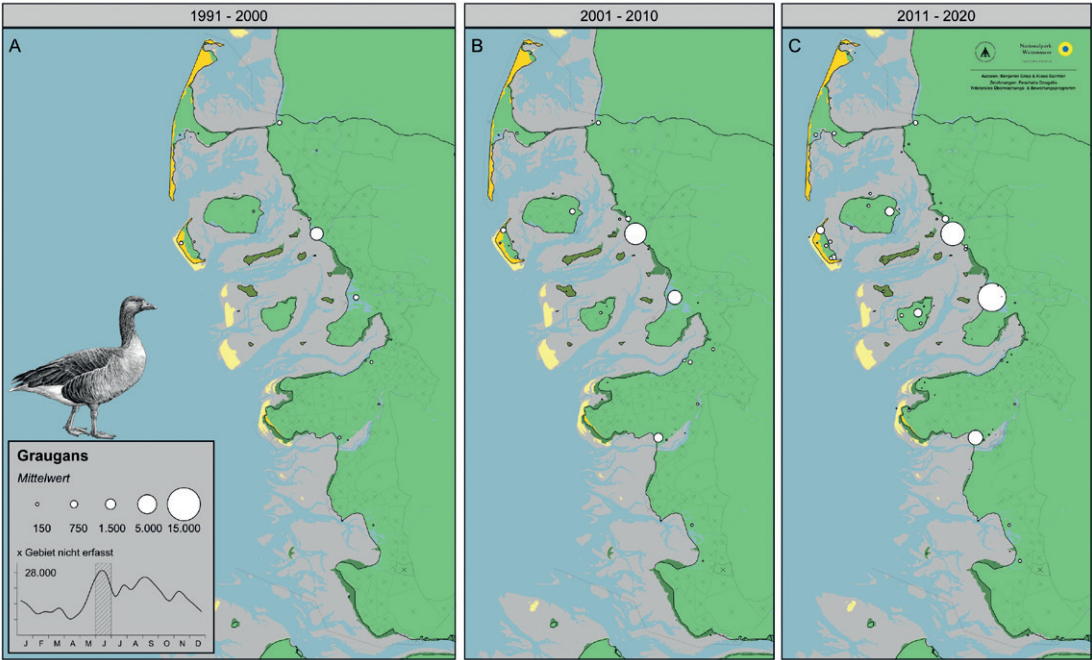 1991 - 2000
2001 - 2010
2011 - 2020
A
B
C
Nationalpark
Wattenmeer
Graugans
Mittelwert
150 750 1.500 5.000 15.000
x Gebiet nicht erfasst
28.000
J F M A M J J A S O N D